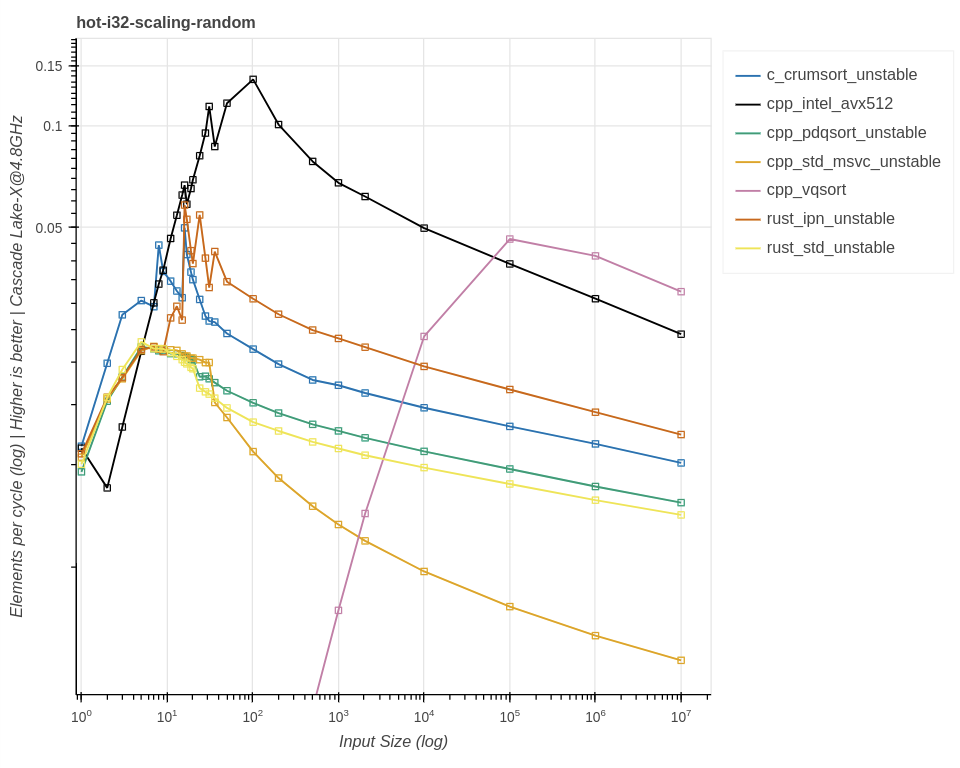 hot-i32-scaling-random
Elements per cycle (log) | Higher is better | Cascade Lake-X@4.8GHz
0.15
0.1
0.05
10⁰ 10¹ 10² 10³ 10⁴ 10⁵ 10⁶ 10⁷
Input Size (log)
c_crumsort_unstable
cpp_intel_avx512
cpp_pdqsort_unstable
cpp_std_msvc_unstable
cpp_vqsort
rust_ipn_unstable
rust_std_unstable